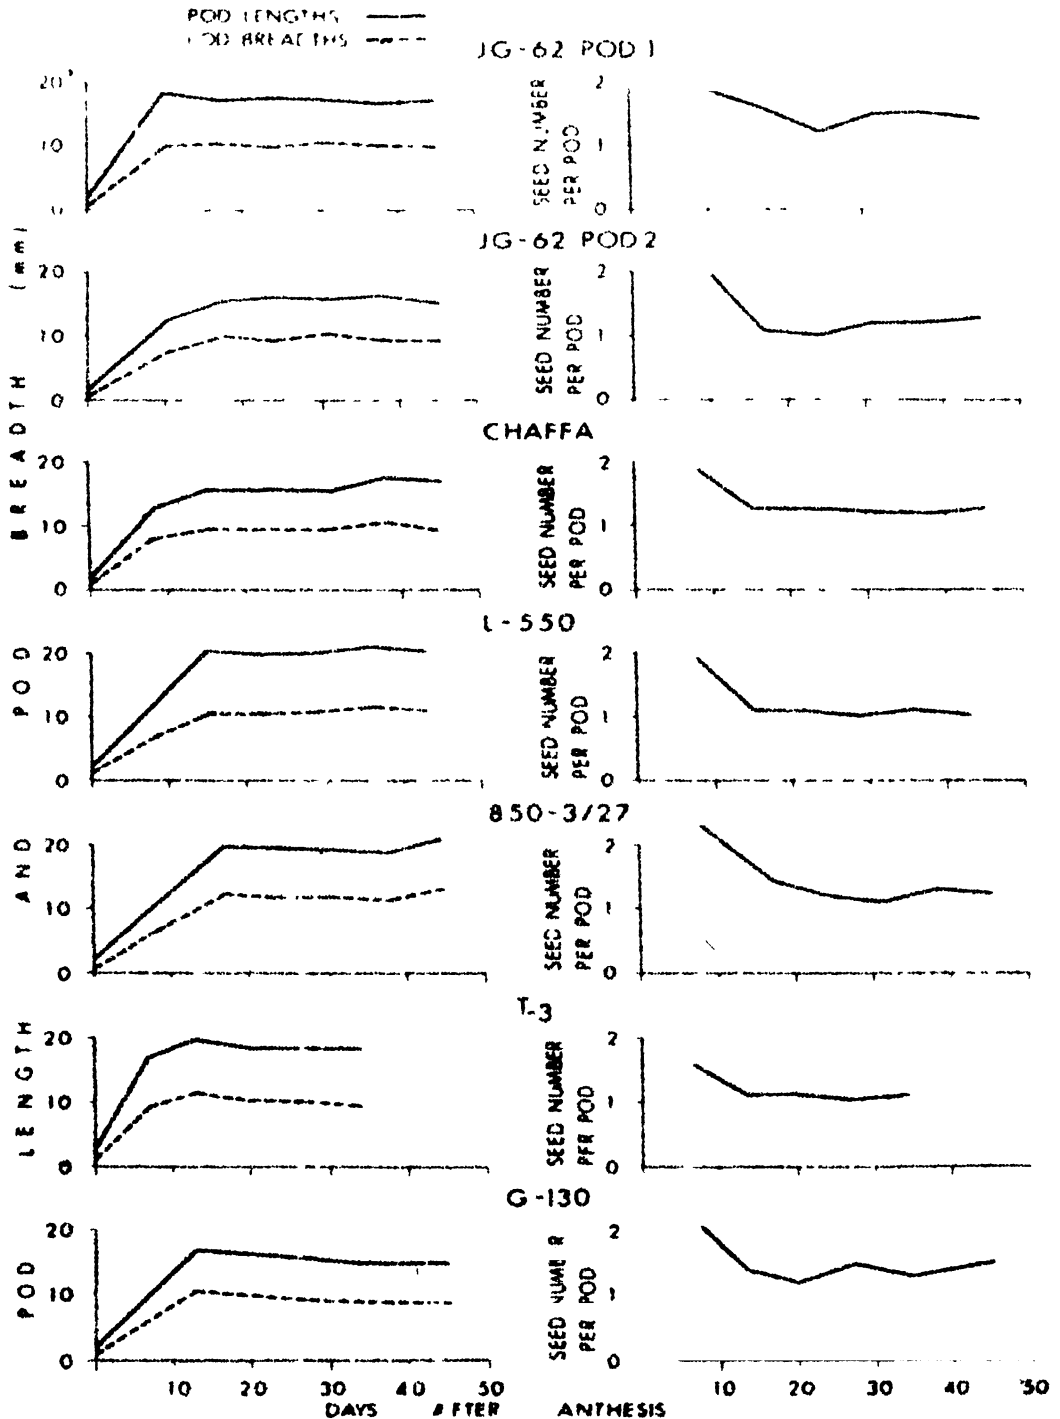 POD LENGTHS
POD BREADTHS
JG-62 POD 1
20
10
0
SEED NUMBER
PER POD
2
1
0
JG-62 POD 2
20
10
0
SEED NUMBER
PER POD
2
1
0
CHAFFA
20
10
0
SEED NUMBER
PER POD
2
1
0
L-550
20
10
0
SEED NUMBER
PER POD
2
1
0
850-3/27
20
10
0
SEED NUMBER
PER POD
2
1
0
T-3
20
10
0
SEED NUMBER
PER POD
2
1
0
G-130
20
10
0
SEED NUMBER
PER POD
2
1
0
10 20 30 40 50
10 20 30 40 50
DAYS AFTER ANTHESIS
POD LENGTH AND POD BREADTH (mm)